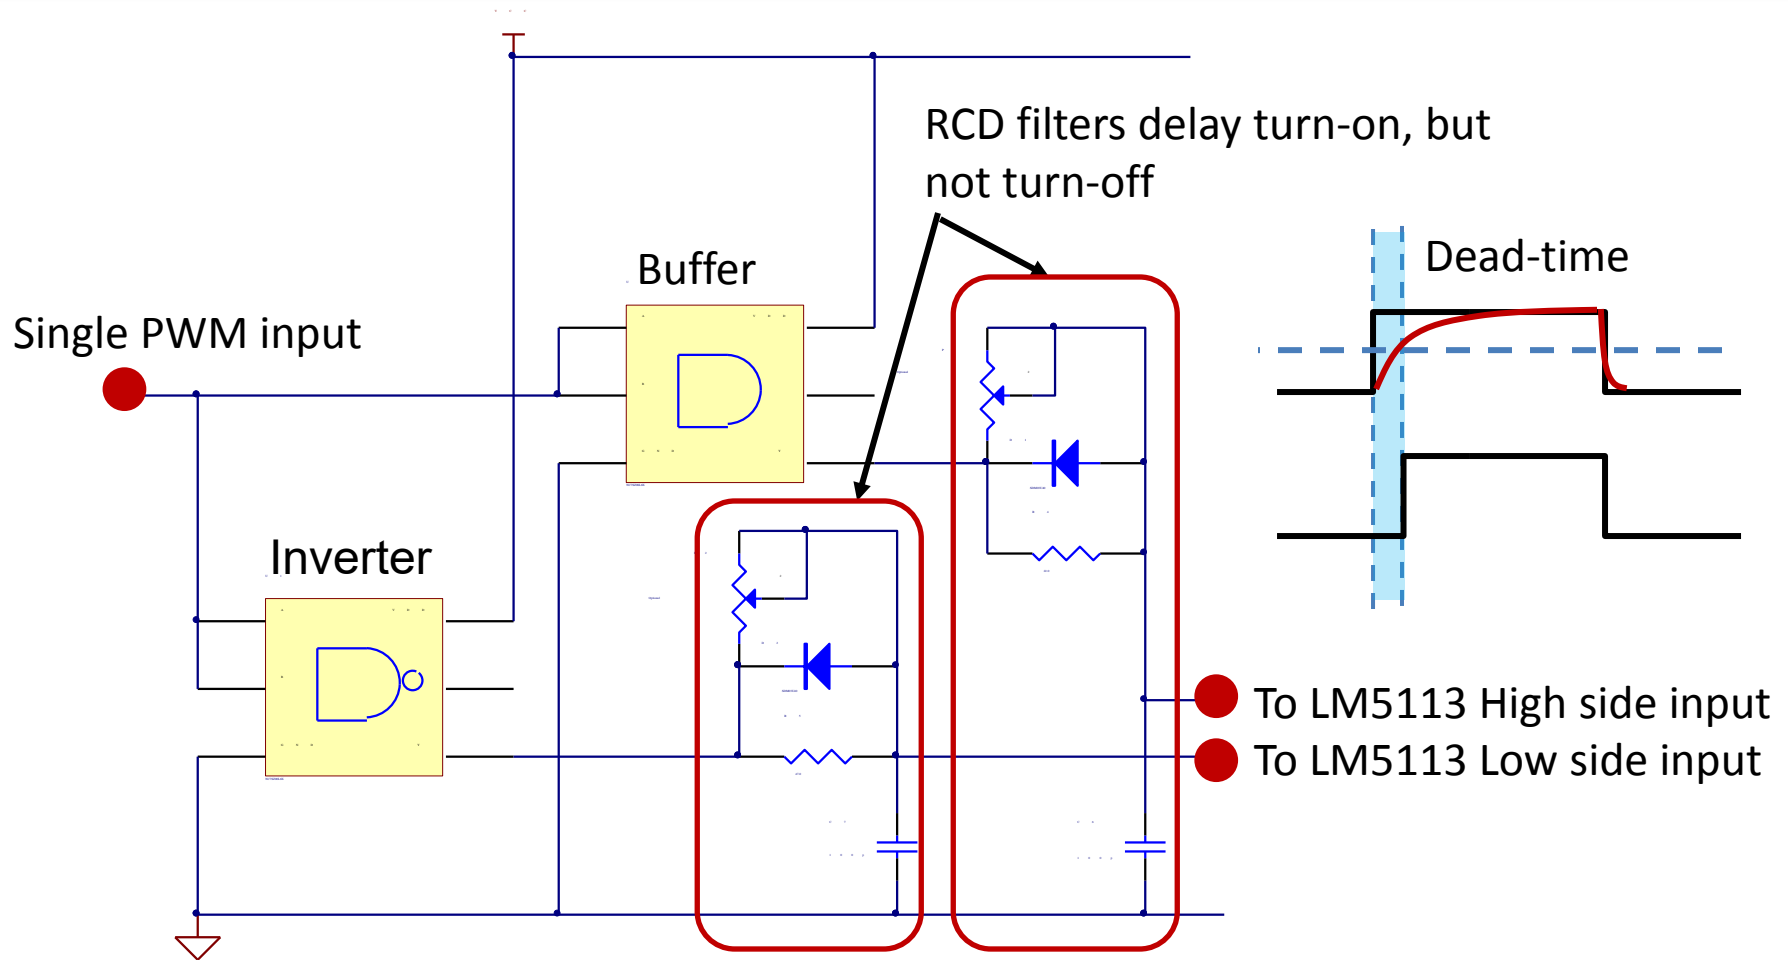 RCD filters delay turn-on, but
not turn-off
Buffer
Dead-time
Single PWM input
Inverter
To LM5113 High side input
To LM5113 Low side input